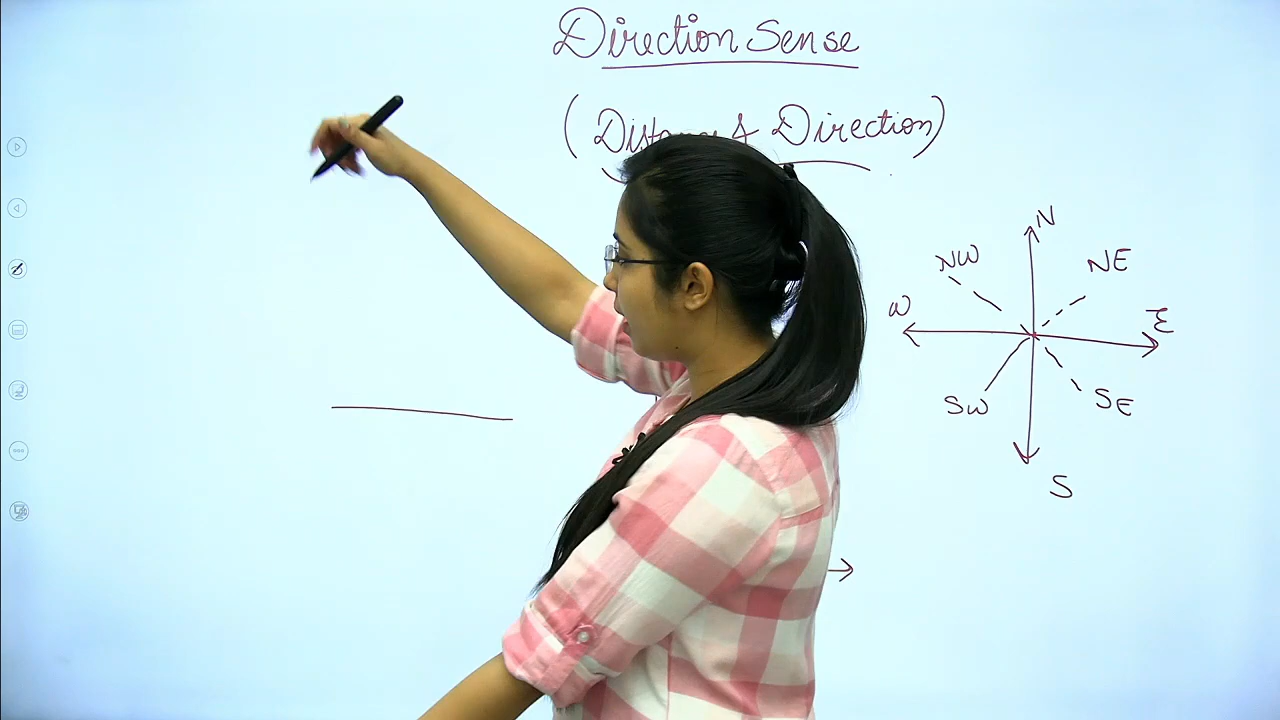 Direction Sense
( Direction)
N
NW NE
W E
SW SE
S